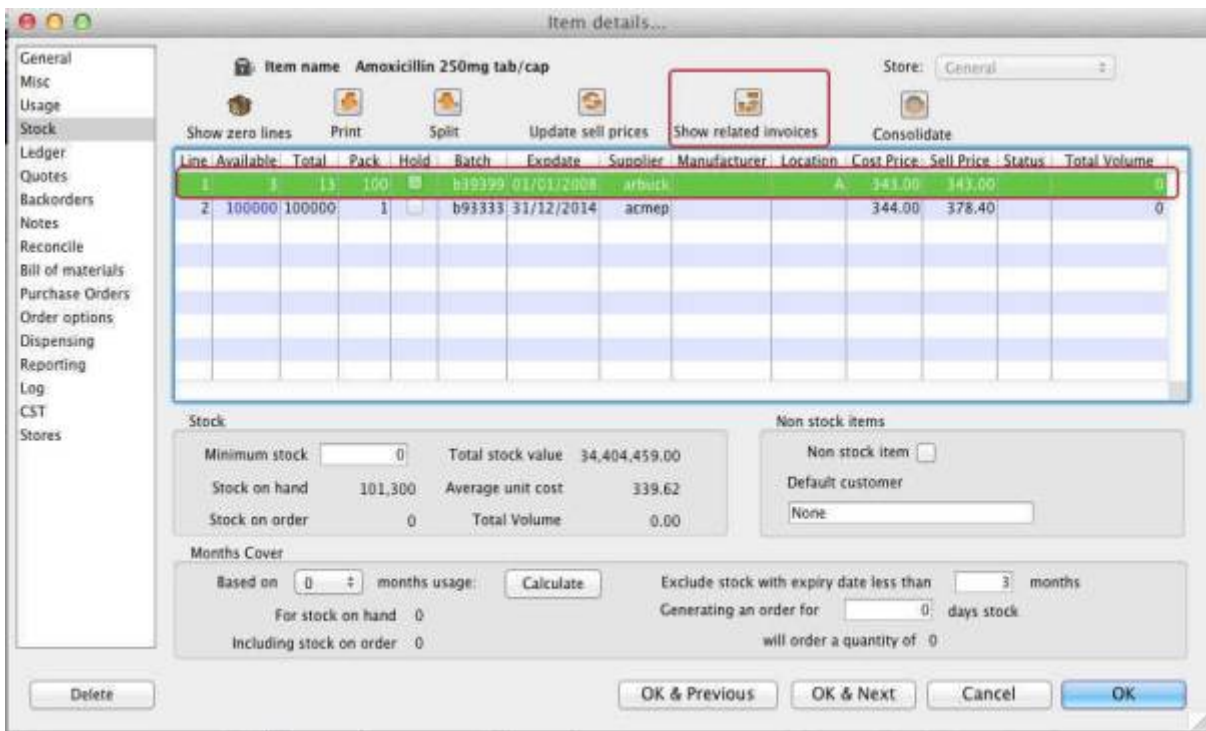 Item details...
General
Misc
Usage
Stock
Ledger
Quotes
Backorders
Notes
Reconcile
Bill of materials
Purchase Orders
Order options
Dispensing
Reporting
Log
CST
Stores
Item name Amoxicillin 250mg tab/cap
Store: General
Show zero lines Print Split Update sell prices Show related invoices Consolidate
Line Available Total Pack Hold Batch Expdate Supplier Manufacturer Location Cost Price Sell Price Status Total Volume
1 3 13 100 b39399 01/01/2008 arbuck A 343.00 343.00 0
2 100000 100000 1 b93333 31/12/2014 acmep 344.00 378.40 0
Stock
Minimum stock 0 Total stock value 34,404,459.00
Stock on hand 101,300 Average unit cost 339.62
Stock on order 0 Total Volume 0.00
Non stock items
Non stock item
Default customer
None
Months Cover
Based on 0 months usage: Calculate Exclude stock with expiry date less than 3 months
For stock on hand 0 Generating an order for 0 days stock
Including stock on order 0 will order a quantity of 0
Delete OK & Previous OK & Next Cancel OK